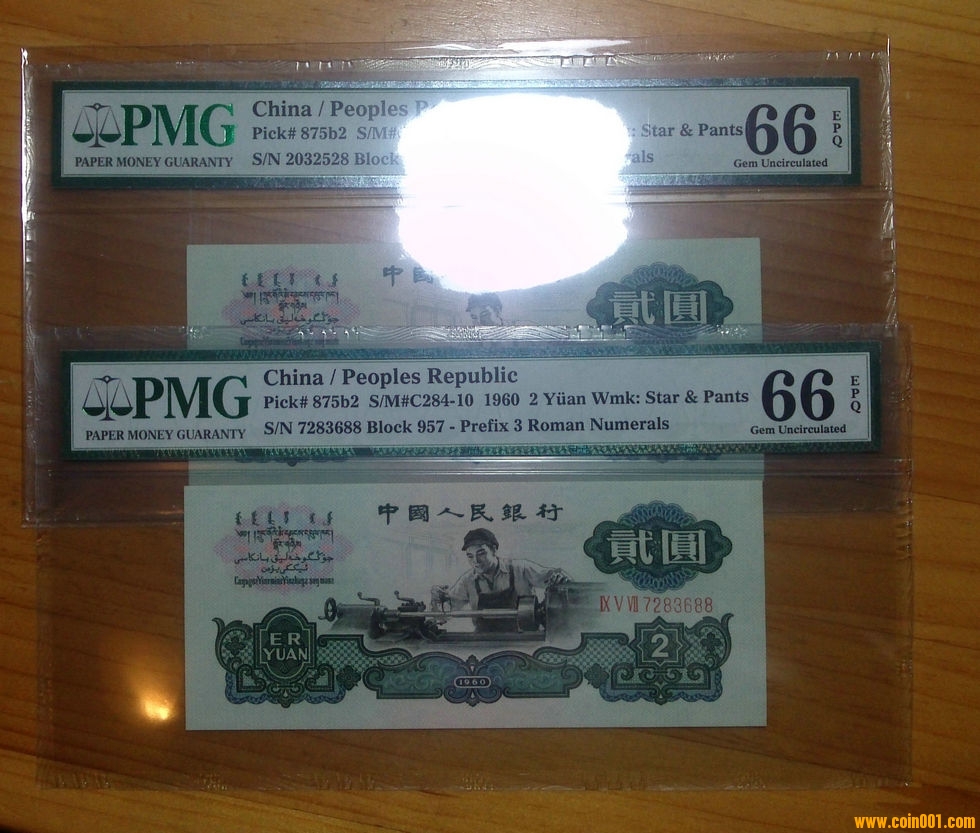 PMG
PAPER MONEY GUARANTY
China / Peoples
Pick# 875b2 S/M# : Star & Pants
S/N 2032528 Block
66 EPQ
Gem Uncirculated
中國
貳圓
PMG
PAPER MONEY GUARANTY
China / Peoples Republic
Pick# 875b2 S/M#C284-10 1960 2 Yüan Wmk: Star & Pants
S/N 7283688 Block 957 - Prefix 3 Roman Numerals
66 EPQ
Gem Uncirculated
中國人民銀行
貳圓
IX V VII 7283688
ER
YUAN
2
1960
www.coin001.com